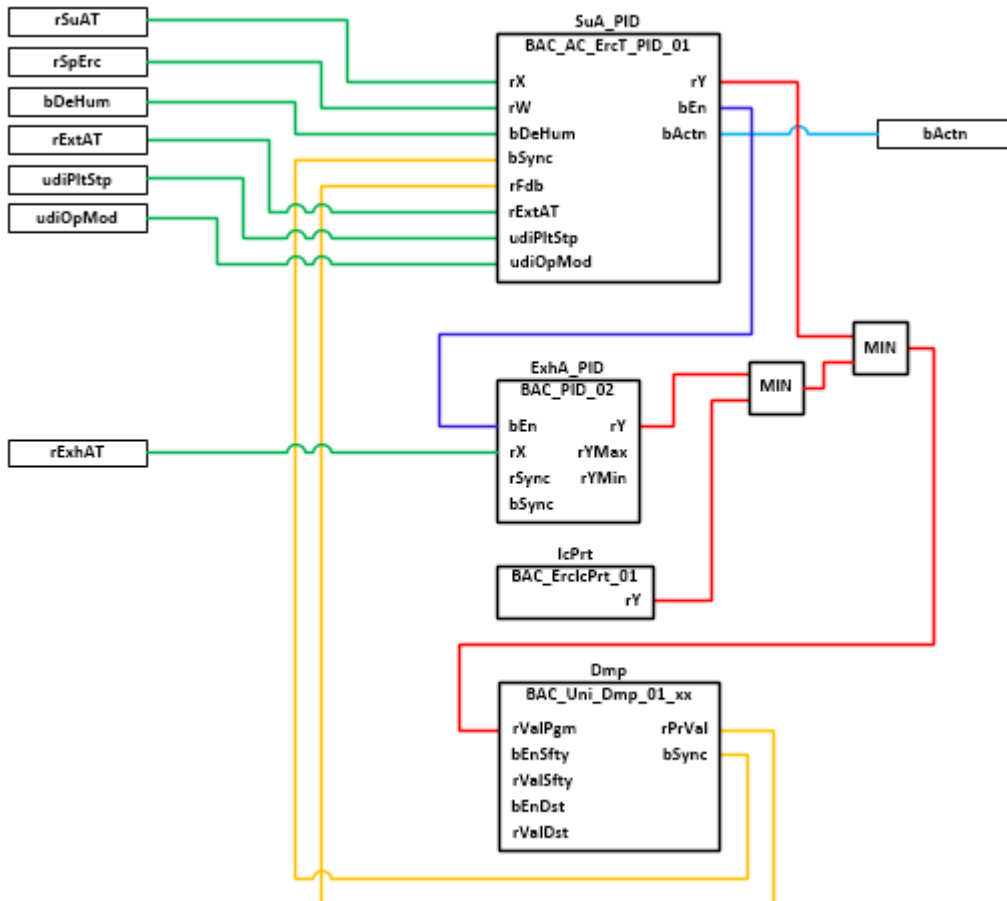 rSuAT
rSpErc
bDeHum
rExtAT
udiPltStp
udiOpMod
SuA_PID
BAC_AC_ErcT_PID_01
rX
rW
bDeHum
bSync
rFdb
rExtAT
udiPltStp
udiOpMod
rY
bEn
bActn
bActn
MIN
MIN
ExhA_PID
BAC_PID_02
bEn
rX
rSync
bSync
rY
rYMax
rYMin
rExhAT
IcPrt
BAC_ErcIcPrt_01
rY
Dmp
BAC_Uni_Dmp_01_xx
rValPgm
bEnSfty
rValSfty
bEnDst
rValDst
rPrVal
bSync